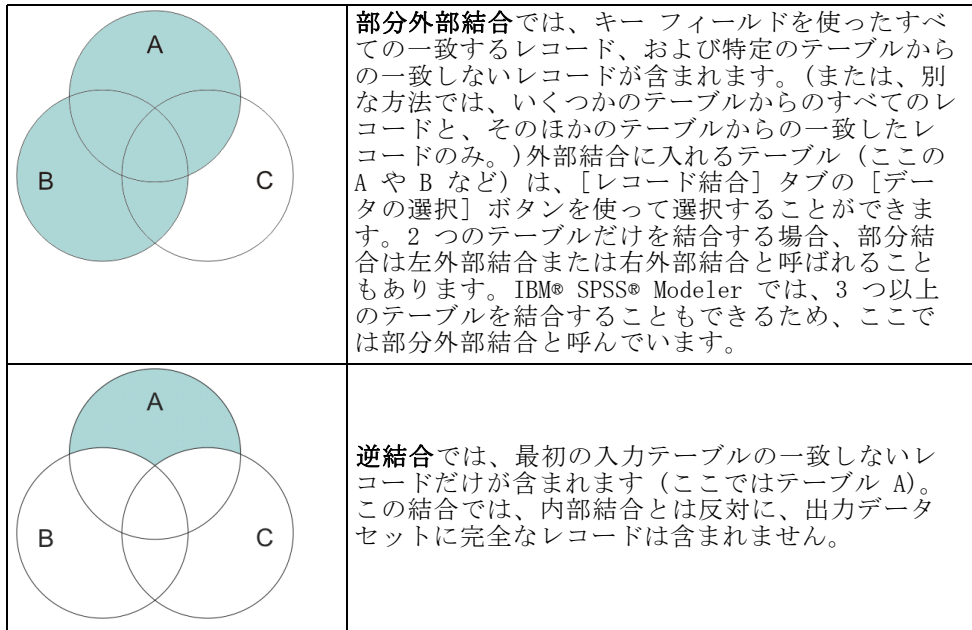 A
B
C
部分外部結合では、キー フィールドを使ったすべ
ての一致するレコード、および特定のテーブルから
の一致しないレコードが含まれます。(または、別
な方法では、いくつかのテーブルからのすべてのレ
コードと、そのほかのテーブルからの一致したレ
コードのみ。)外部結合に入れるテーブル (ここの
A や B など) は、[レコード結合] タブの [デー
タの選択] ボタンを使って選択することができま
す。2 つのテーブルだけを結合する場合、部分結
合は左外部結合または右外部結合と呼ばれること
もあります。IBM® SPSS® Modeler では、3 つ以上
のテーブルを結合することもできるため、ここで
は部分外部結合と呼んでいます。
A
B
C
逆結合では、最初の入力テーブルの一致しないレ
コードだけが含まれます (ここではテーブル A)。
この結合では、内部結合とは反対に、出力データ
セットに完全なレコードは含まれません。